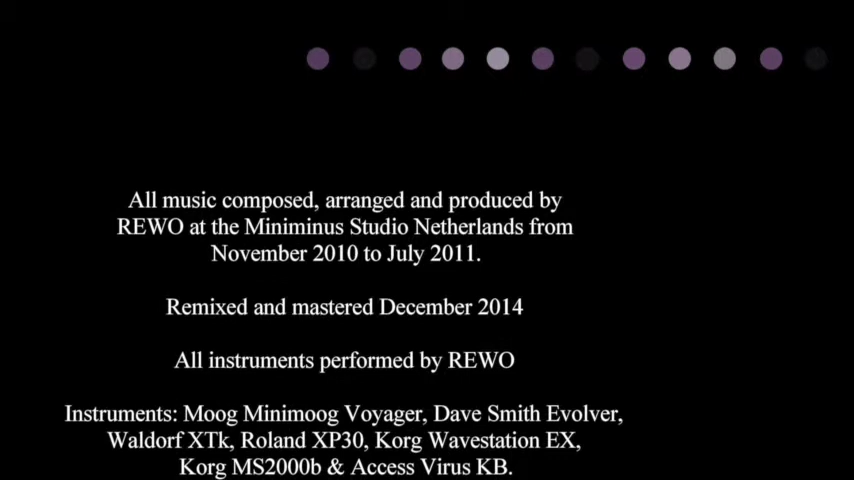 All music composed, arranged and produced by
REWO at the Miniminus Studio Netherlands from
November 2010 to July 2011.
Remixed and mastered December 2014
All instruments performed by REWO
Instruments: Moog Minimoog Voyager, Dave Smith Evolver,
Waldorf XTk, Roland XP30, Korg Wavestation EX,
Korg MS2000b & Access Virus KB.